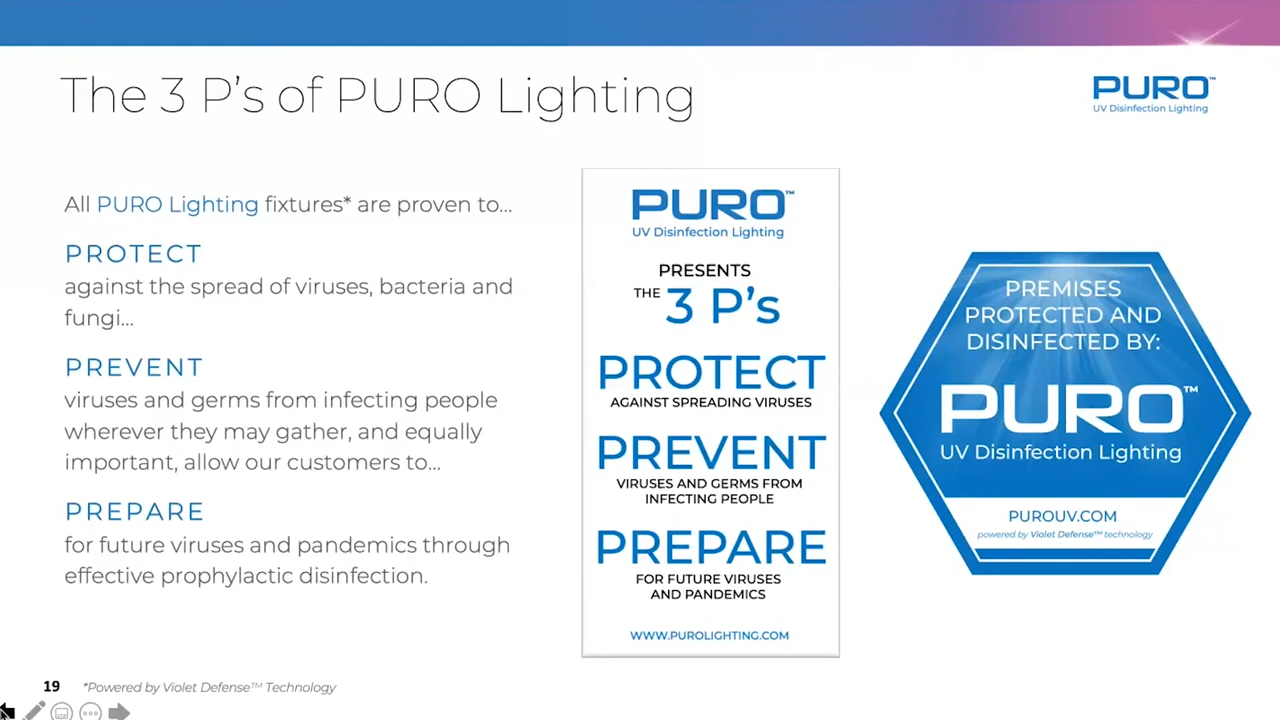 The 3 P's of PURO Lighting
PURO™
UV Disinfection Lighting
All PURO Lighting fixtures* are proven to...
PROTECT
against the spread of viruses, bacteria and
fungi...
PREVENT
viruses and germs from infecting people
wherever they may gather, and equally
important, allow our customers to...
PREPARE
for future viruses and pandemics through
effective prophylactic disinfection.
PURO™
UV Disinfection Lighting
PRESENTS
THE 3 P's
PROTECT
AGAINST SPREADING VIRUSES
PREVENT
VIRUSES AND GERMS FROM
INFECTING PEOPLE
PREPARE
FOR FUTURE VIRUSES
AND PANDEMICS
WWW.PUROLIGHTING.COM
PREMISES
PROTECTED AND
DISINFECTED BY:
PURO™
UV Disinfection Lighting
PUROUV.COM
powered by Violet Defense™ technology
19 *Powered by Violet Defense™ Technology